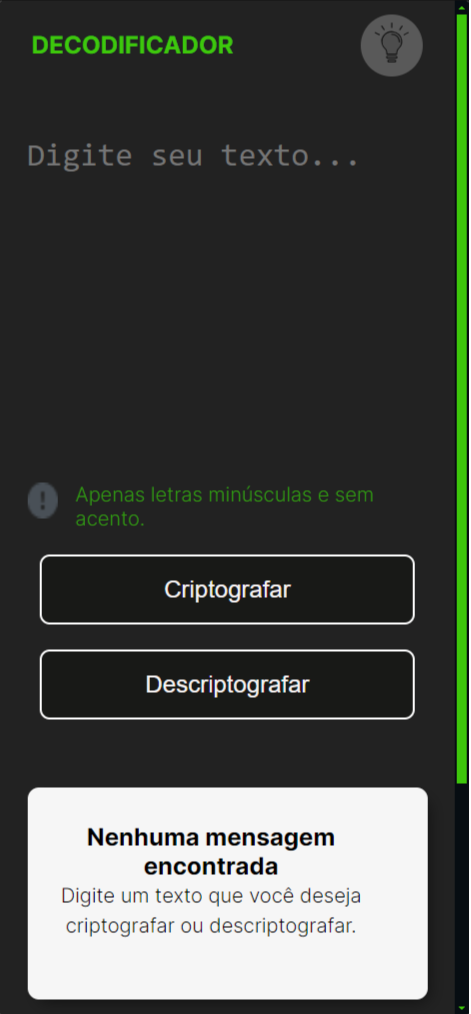 DECODIFICADOR
Digite seu texto...
Apenas letras minúsculas e sem
acento.
Criptografar
Descriptografar
Nenhuma mensagem
encontrada
Digite um texto que você deseja
criptografar ou descriptografar.